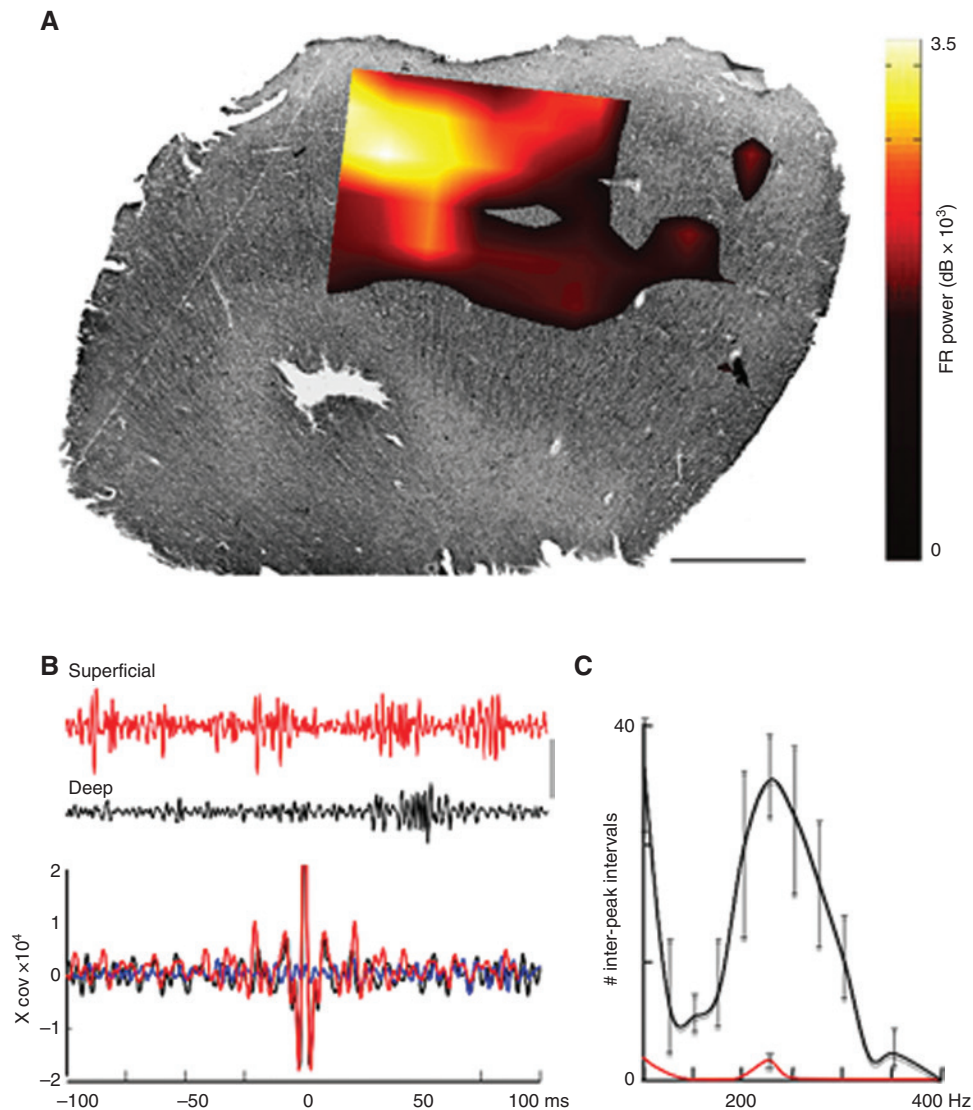 A
3.5
FR power (dB × 10³)
0
B
Superficial
Deep
2
1
0
–1
–2
X cov ×10⁴
–100
–50
0
50
100 ms
C
40
# inter-peak intervals
0
200
300
400 Hz